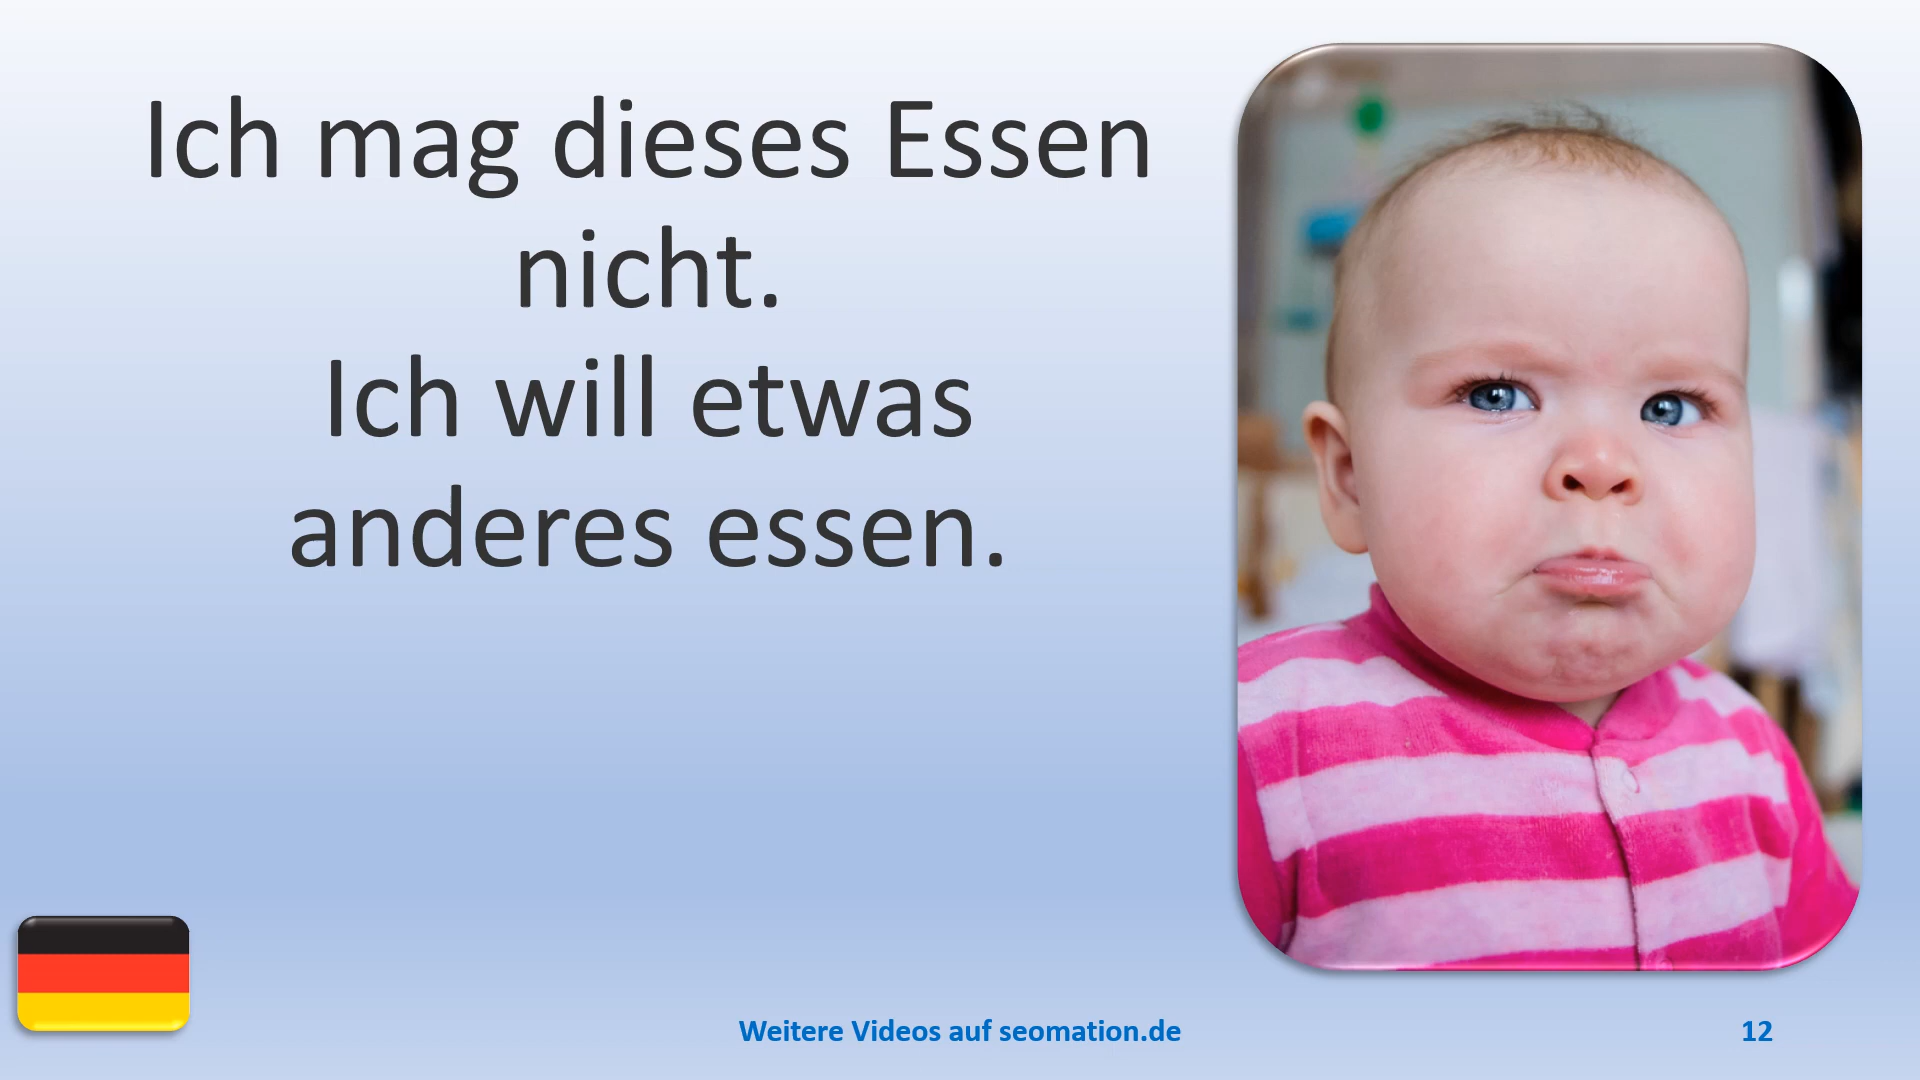 Ich mag dieses Essen
nicht.
Ich will etwas
anderes essen.
Weitere Videos auf seomation.de
12